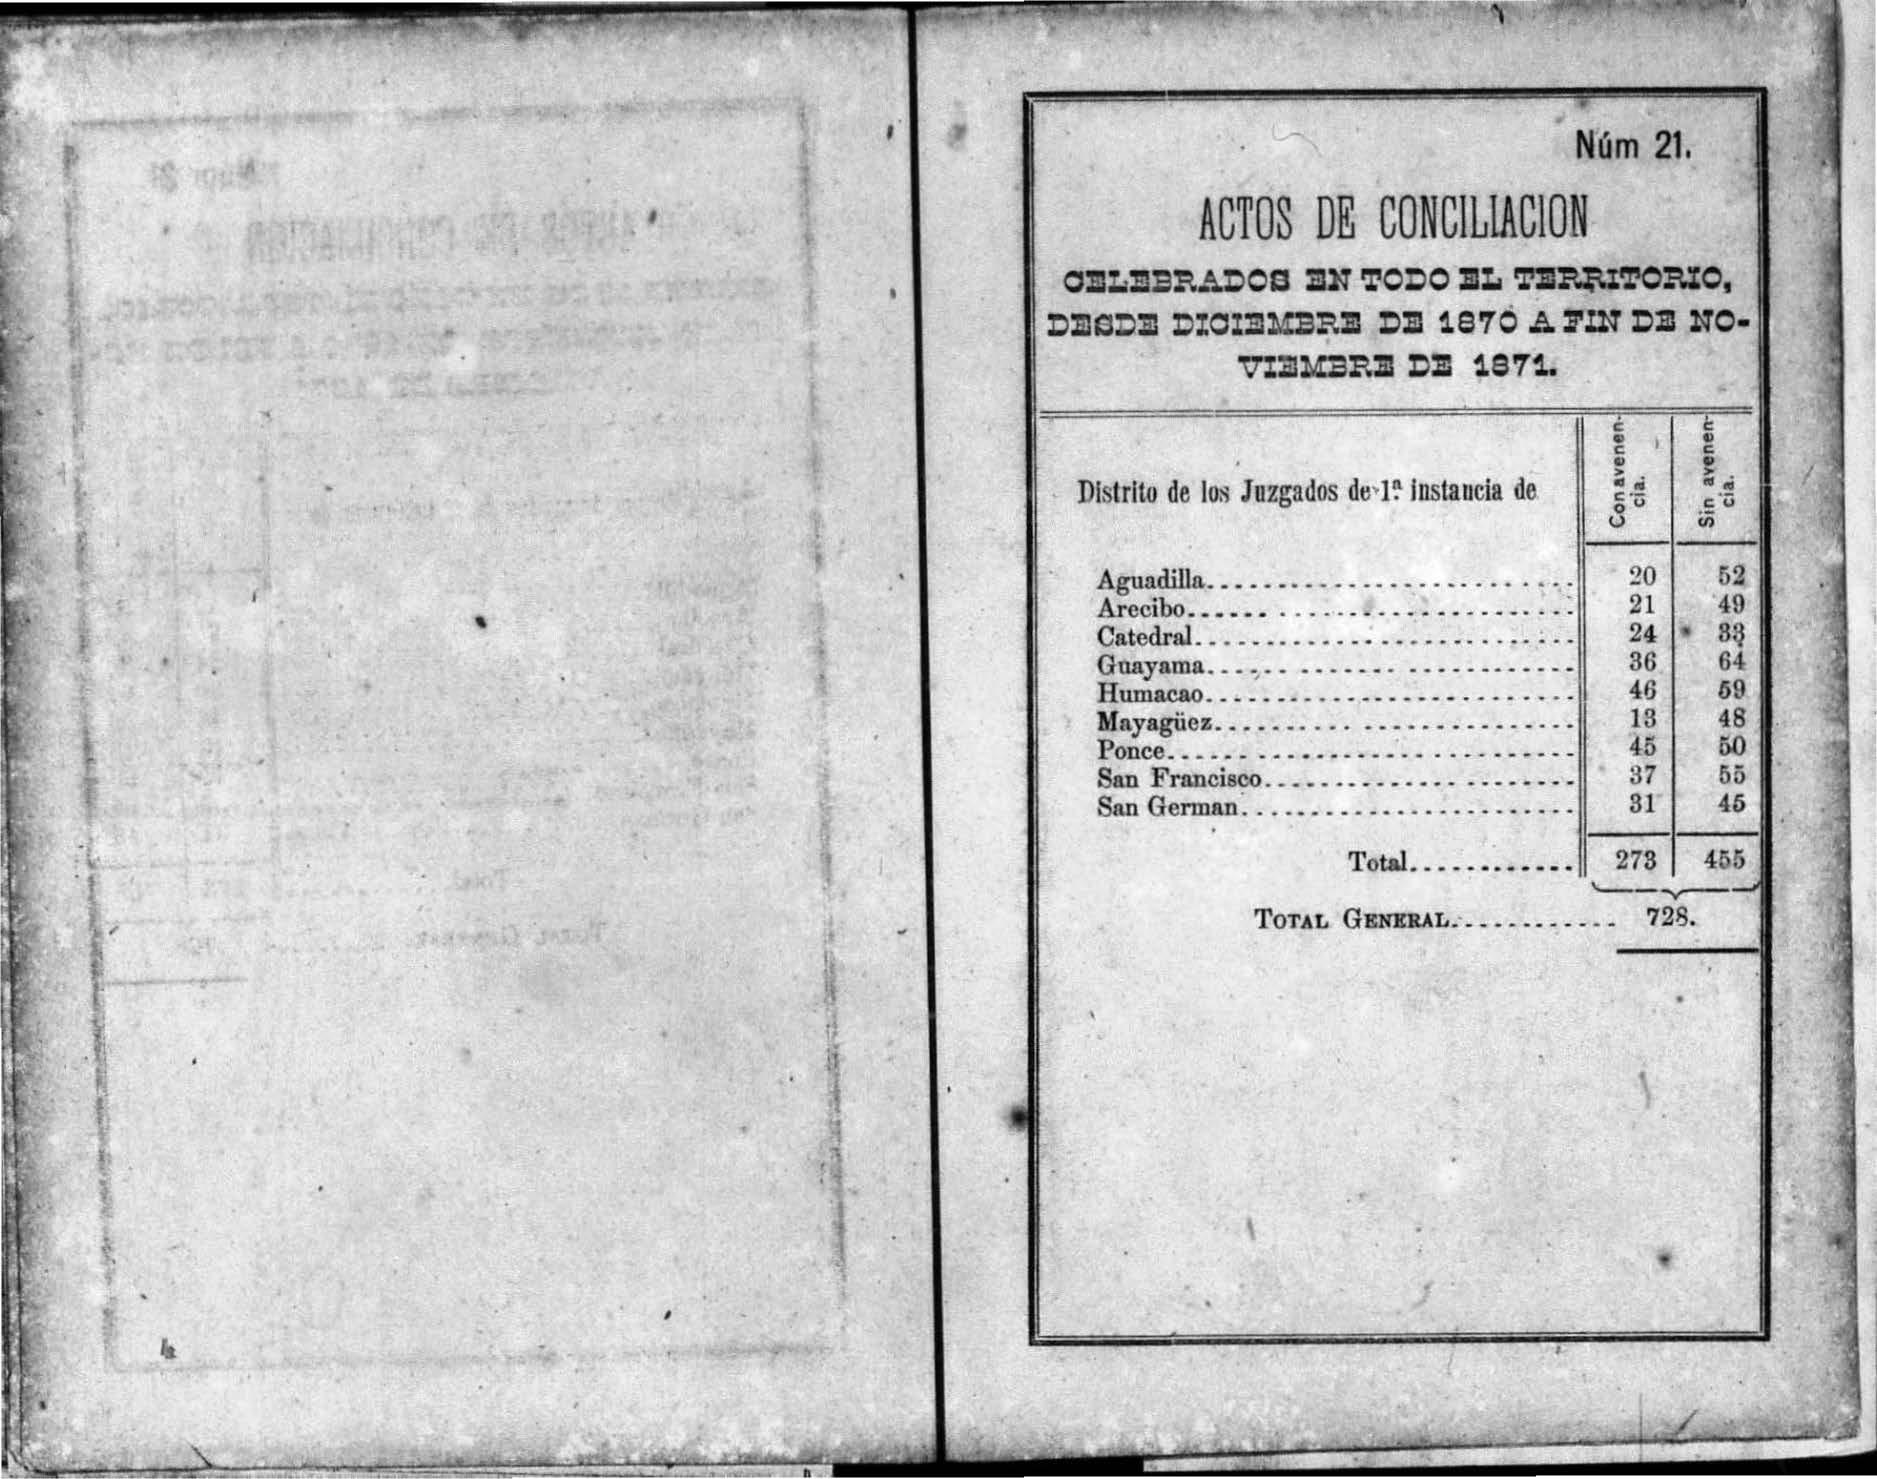 Núm 21.
ACTOS DE CONCILIACION
CELEBRADOS EN TODO EL TERRITORIO,
DESDE DICIEMBRE DE 1870 A FIN DE NO-
VIEMBRE DE 1871.
Distrito de los Juzgados de 1ª instancia de
Con avenen-
cia.
Sin avenen-
cia.
Aguadilla 20 52
Arecibo 21 49
Catedral 24 33
Guayama 36 64
Humacao 46 59
Mayagüez 13 48
Ponce 45 50
San Francisco 37 55
San German 31 45
Total 273 455
TOTAL GENERAL 728.